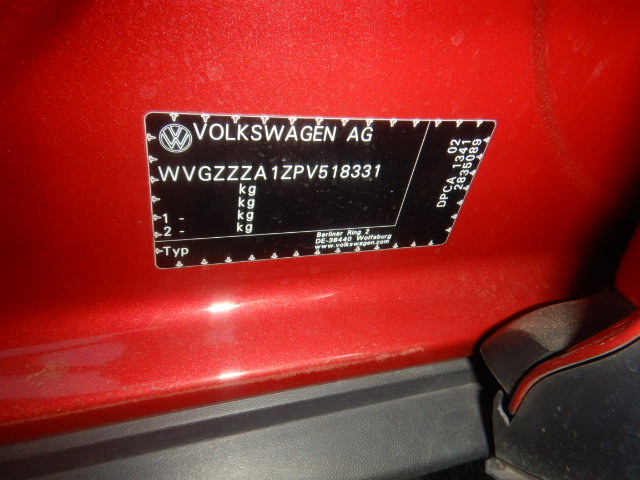 VOLKSWAGEN AG
WVGZZZA1ZPV518331
kg
kg
1 - kg
2 - kg
Typ
Berliner Ring 2
DE-38440 Wolfsburg
www.volkswagen.com
DPCA 1302
1341
2835089